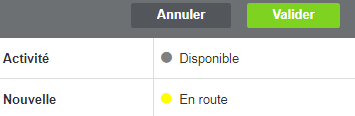 Annuler Valider
Activité Disponible
Nouvelle En route